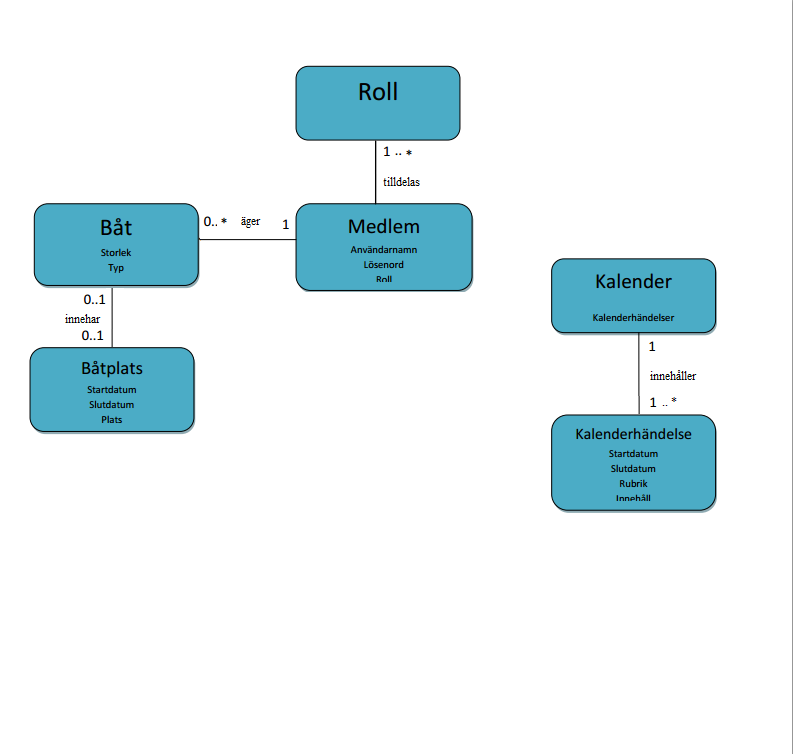 Roll
1 .. *
tilldelas
Båt
Storlek
Typ
0.. * äger 1
Medlem
Användarnamn
Lösenord
Roll
0..1
innehar
0..1
Båtplats
Startdatum
Slutdatum
Plats
Kalender
Kalenderhändelser
1
innehåller
1 .. *
Kalenderhändelse
Startdatum
Slutdatum
Rubrik
Innehåll